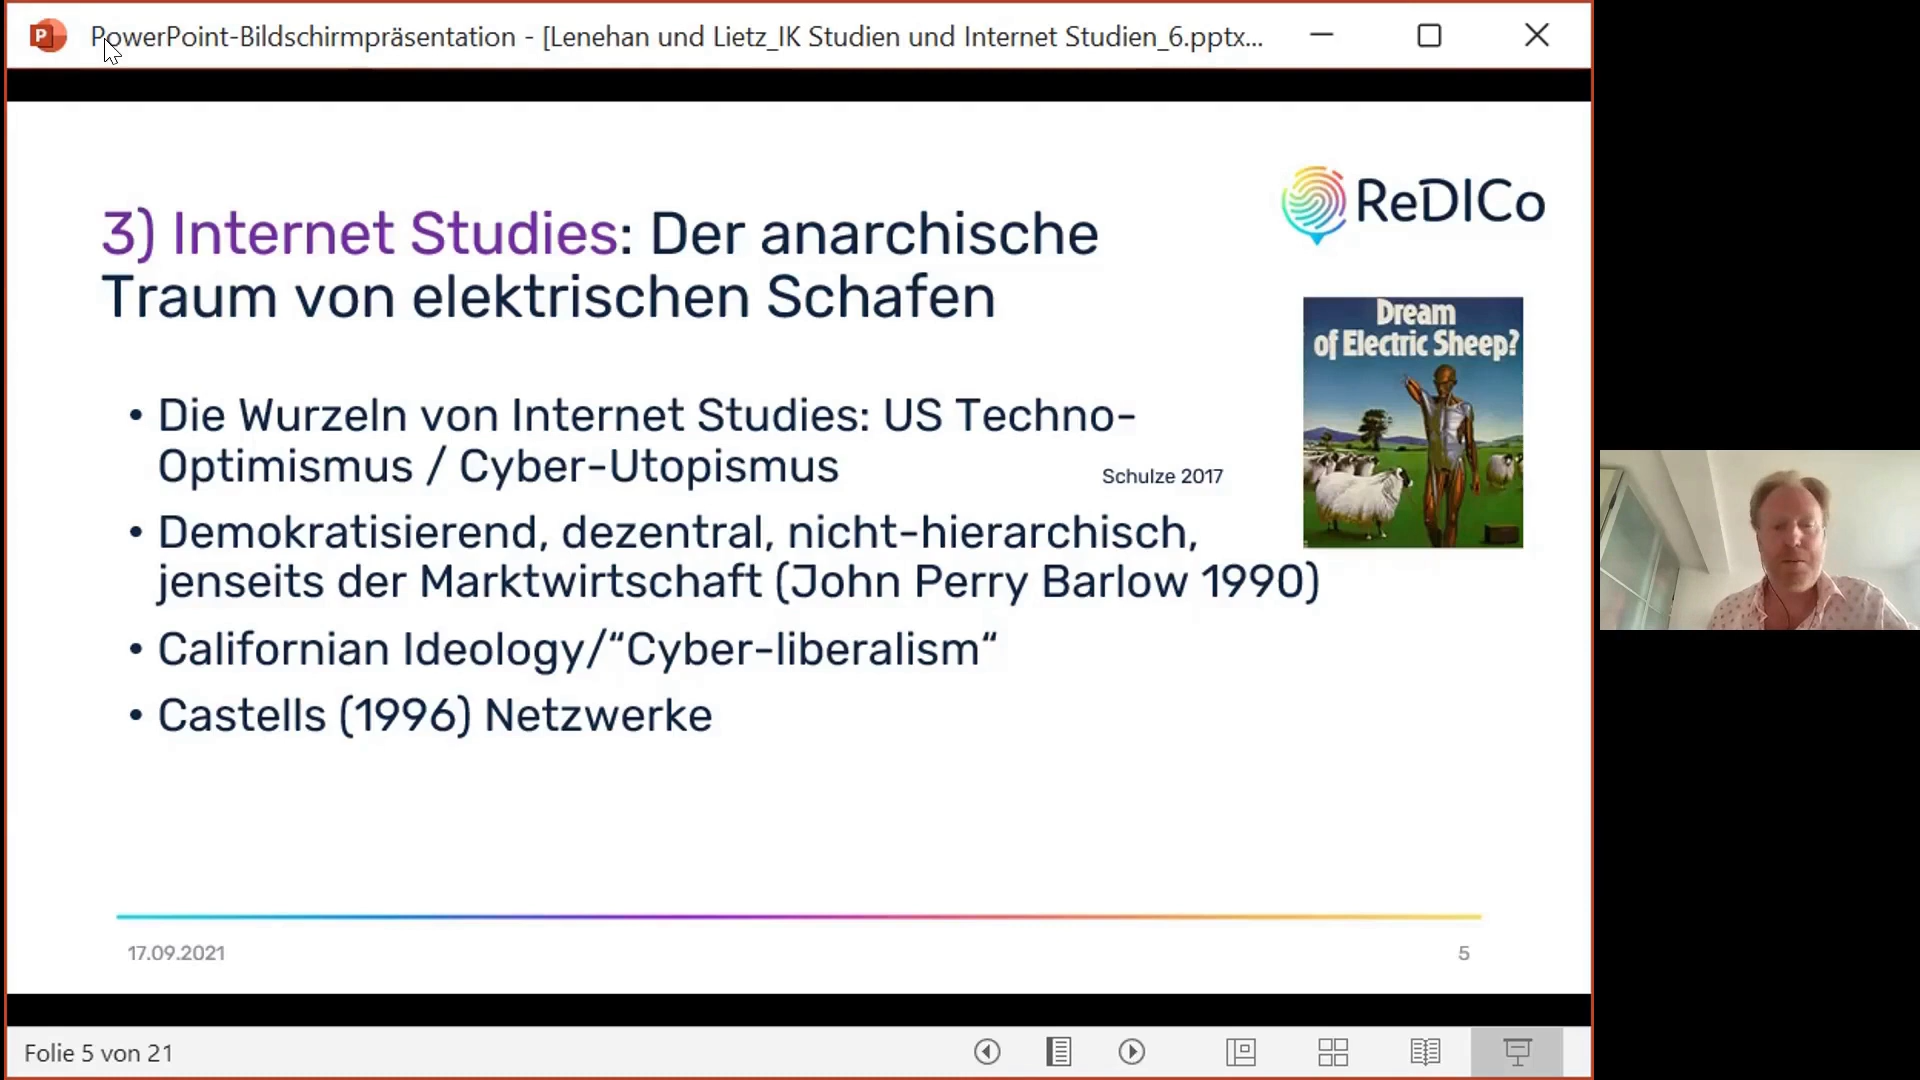 PowerPoint-Bildschirmpräsentation - [Lenehan und Lietz_IK Studien und Internet Studien_6.pptx...
ReDICo
3) Internet Studies: Der anarchische
Traum von elektrischen Schafen
Dream
of Electric Sheep?
• Die Wurzeln von Internet Studies: US Techno-
Optimismus / Cyber-Utopismus
Schulze 2017
• Demokratisierend, dezentral, nicht-hierarchisch,
jenseits der Marktwirtschaft (John Perry Barlow 1990)
• Californian Ideology/“Cyber-liberalism“
• Castells (1996) Netzwerke
17.09.2021
5
Folie 5 von 21